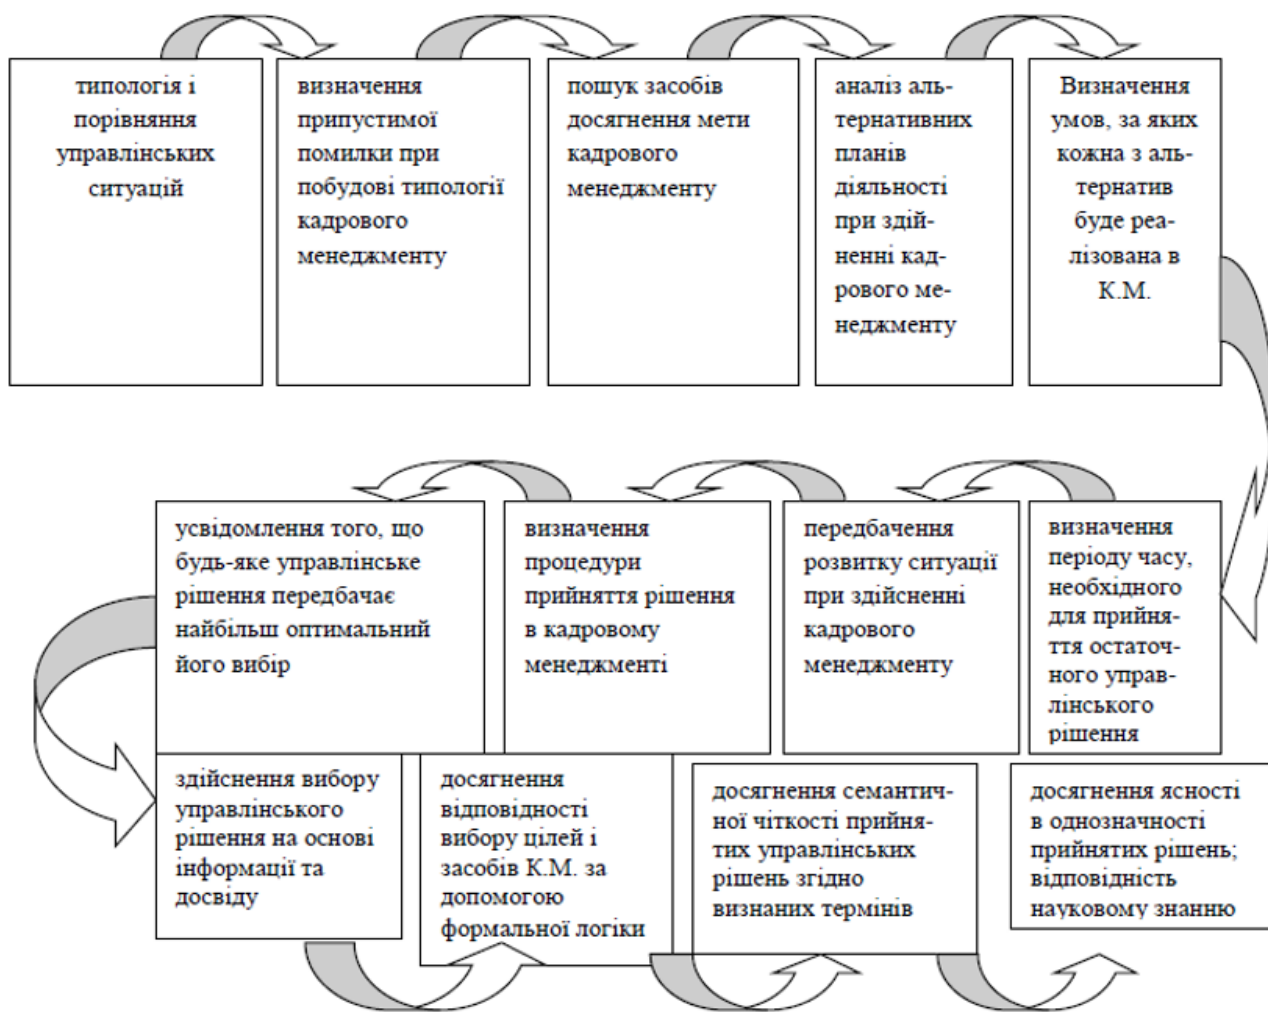 типологія і
порівняння
управлінських
ситуацій
визначення
припустимої
помилки при
побудові типології
кадрового
менеджменту
пошук засобів
досягнення мети
кадрового
менеджменту
аналіз аль-
тернативних
планів
діяльності
при здій-
ненні кад-
рового ме-
неджменту
Визначення
умов, за яких
кожна з аль-
тернатив
буде реа-
лізована в
К.М.
визначення
періоду часу,
необхідного
для прийня-
ття остаточ-
ного управ-
лінського
рішення
передбачення
розвитку ситуації
при здійсненні
кадрового
менеджменту
визначення
процедури
прийняття рішення
в кадровому
менеджменті
усвідомлення того, що
будь-яке управлінське
рішення передбачає
найбільш оптимальний
його вибір
здійснення вибору
управлінського
рішення на основі
інформації та
досвіду
досягнення
відповідності
вибору цілей і
засобів К.М. за
допомогою
формальної логіки
досягнення семантич-
ної чіткості прийня-
тих управлінських
рішень згідно
визнаних термінів
досягнення ясності
в однозначності
прийнятих рішень;
відповідність
науковому знанню